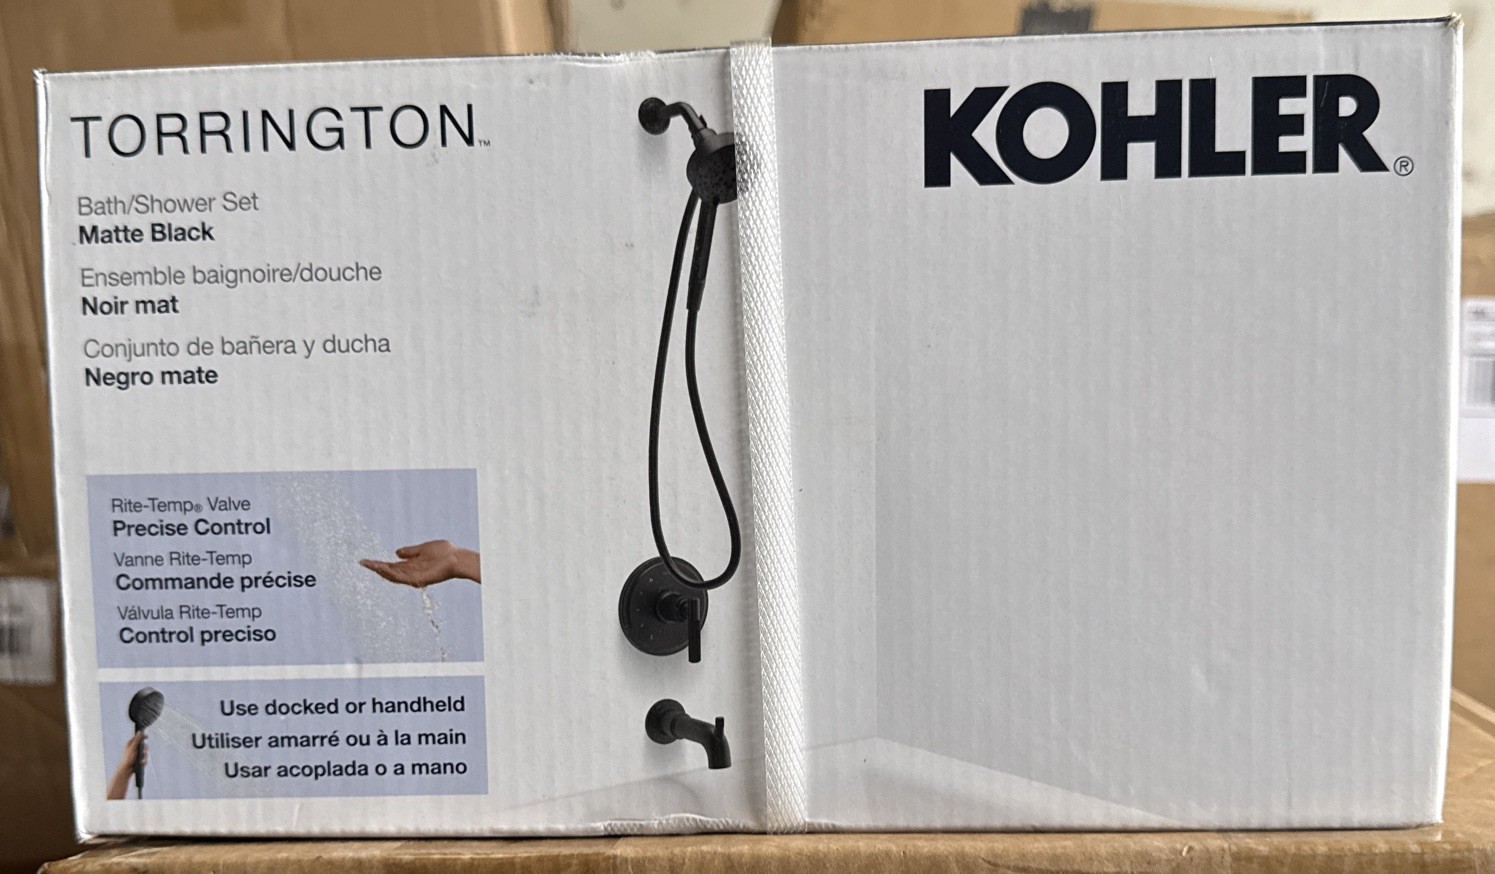 TORRINGTON™
KOHLER®
Bath/Shower Set
Matte Black
Ensemble baignoire/douche
Noir mat
Conjunto de bañera y ducha
Negro mate
Rite-Temp® Valve
Precise Control
Vanne Rite-Temp
Commande précise
Válvula Rite-Temp
Control preciso
Use docked or handheld
Utiliser amarré ou à la main
Usar acoplada o a mano